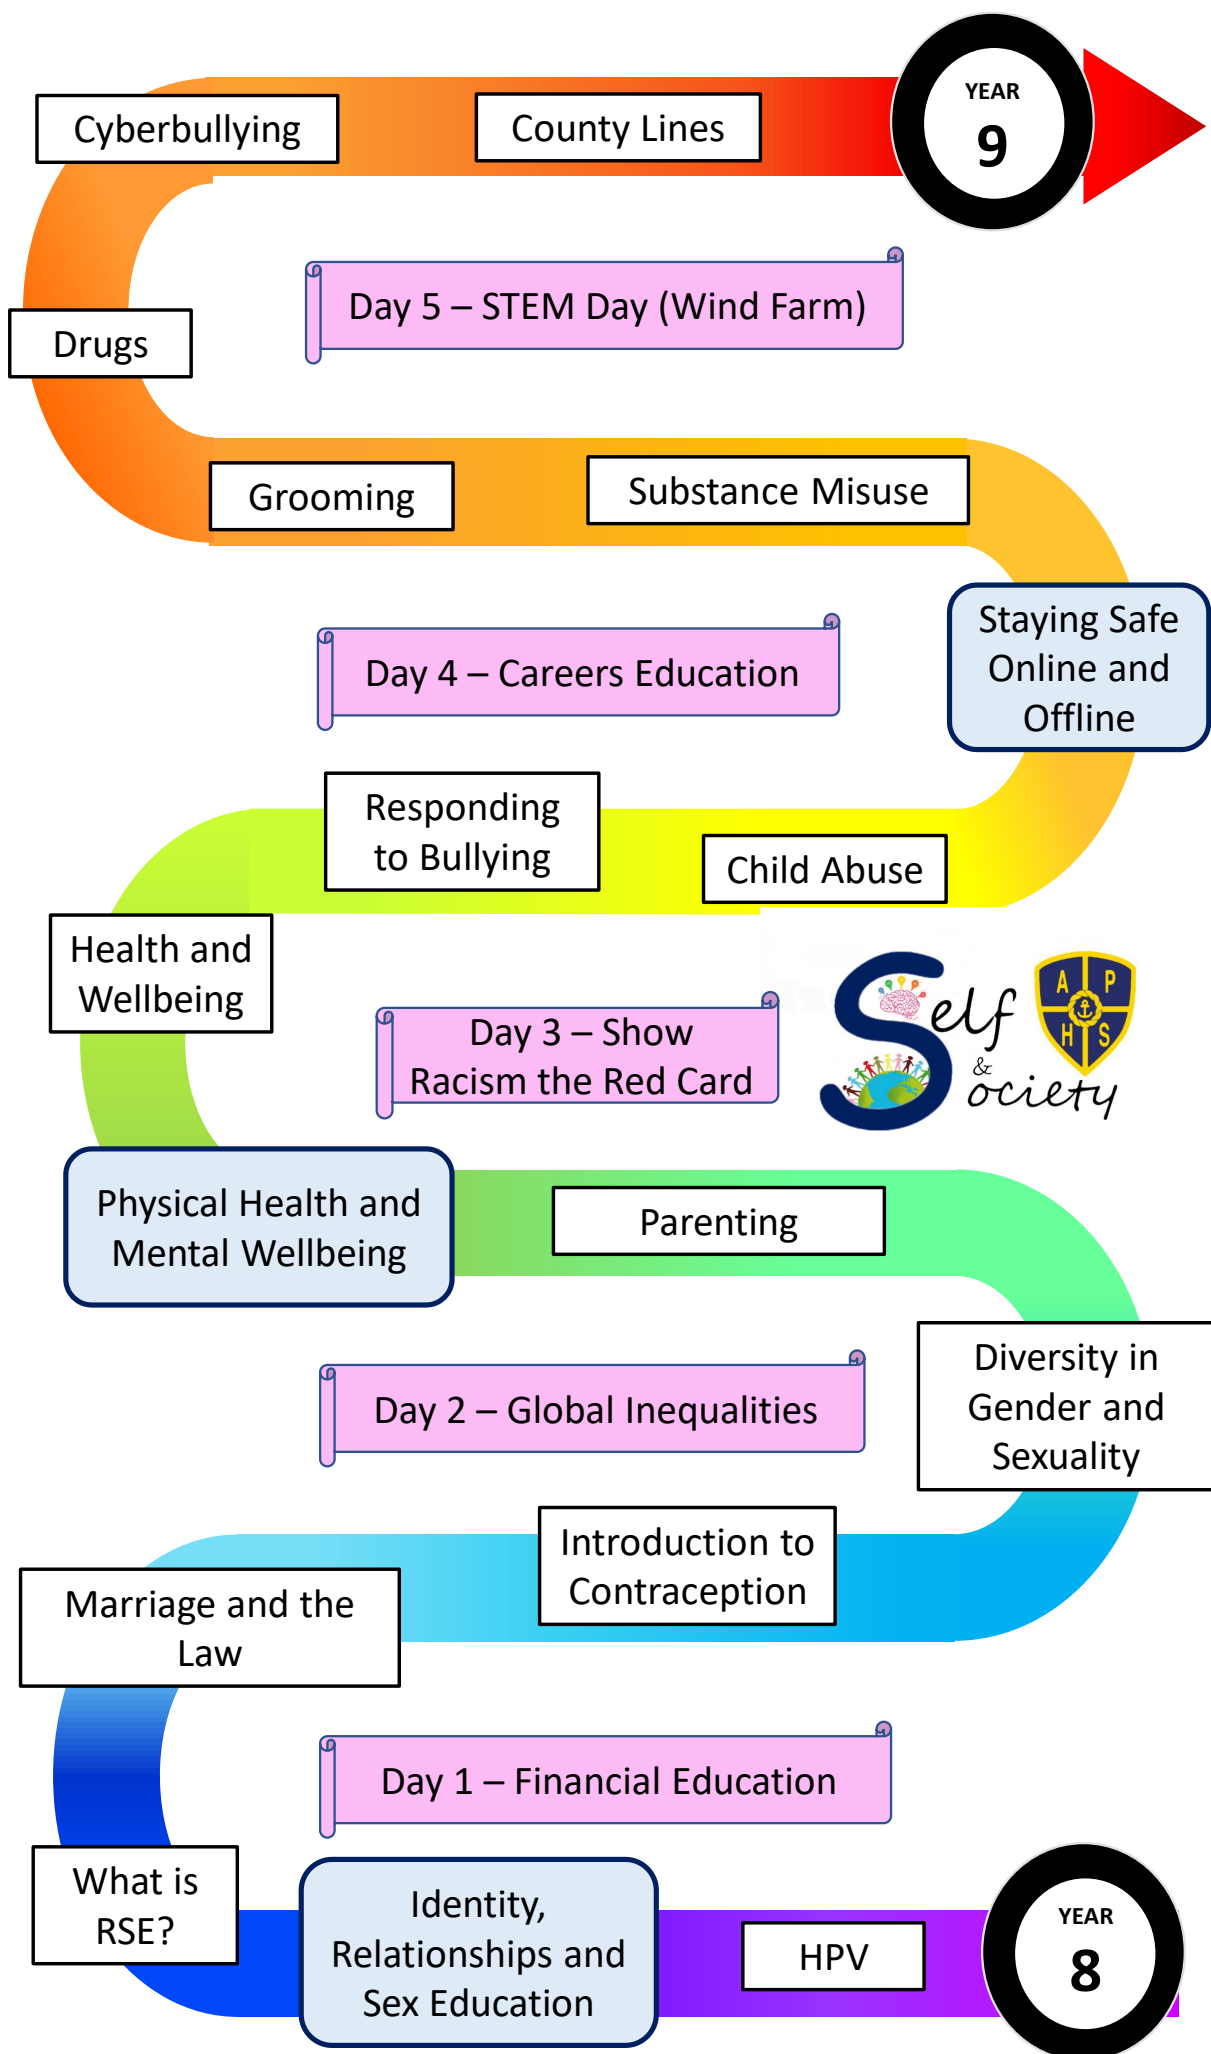 YEAR
9
Cyberbullying
County Lines
Day 5 – STEM Day (Wind Farm)
Drugs
Grooming
Substance Misuse
Staying Safe
Online and
Offline
Day 4 – Careers Education
Responding
to Bullying
Child Abuse
Health and
Wellbeing
Self
&
Society
A P
H S
Day 3 – Show
Racism the Red Card
Physical Health and
Mental Wellbeing
Parenting
Diversity in
Gender and
Sexuality
Day 2 – Global Inequalities
Introduction to
Contraception
Marriage and the
Law
Day 1 – Financial Education
What is
RSE?
Identity,
Relationships and
Sex Education
HPV
YEAR
8